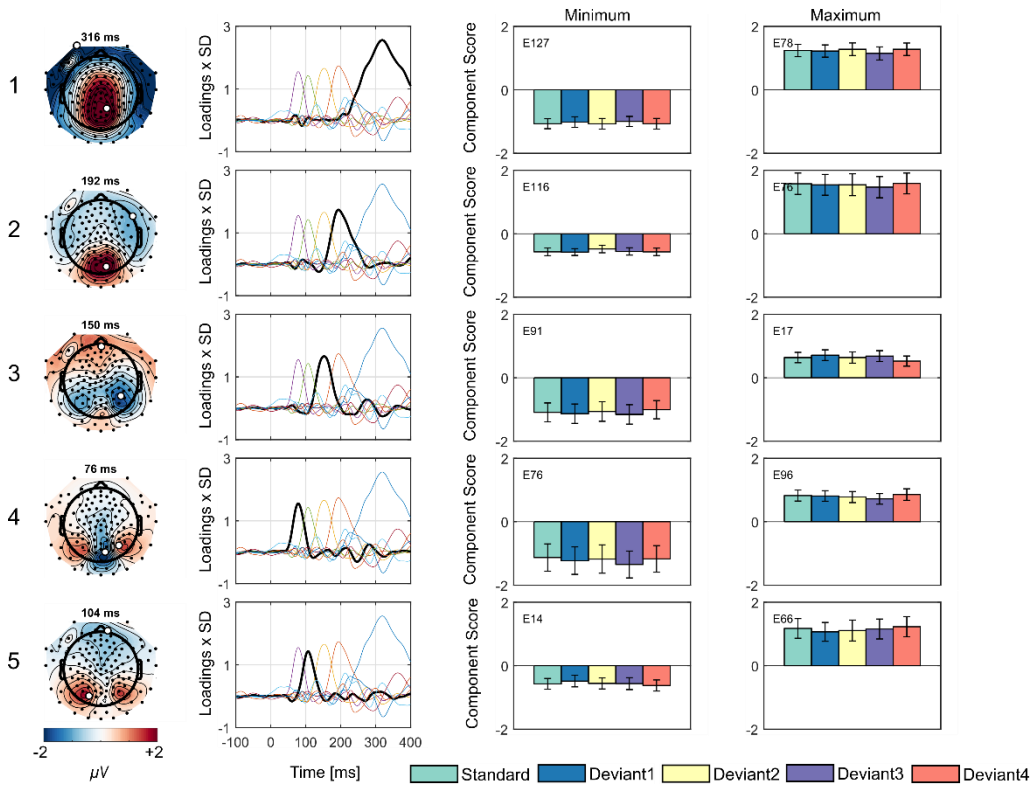 Minimum
Maximum
1
316 ms
Loadings x SD
3
1
-1
Component Score
2
0
-2
E127
2
0
-2
E78
2
192 ms
Loadings x SD
3
1
-1
Component Score
2
0
-2
E116
2
0
-2
E76
3
150 ms
Loadings x SD
3
1
-1
Component Score
2
0
-2
E91
2
0
-2
E17
4
76 ms
Loadings x SD
3
1
-1
Component Score
2
0
-2
E76
2
0
-2
E96
5
104 ms
Loadings x SD
3
1
-1
Component Score
2
0
-2
E14
2
0
-2
E66
-2 +2
µV
-100 0 100 200 300 400
Time [ms]
Standard Deviant1 Deviant2 Deviant3 Deviant4